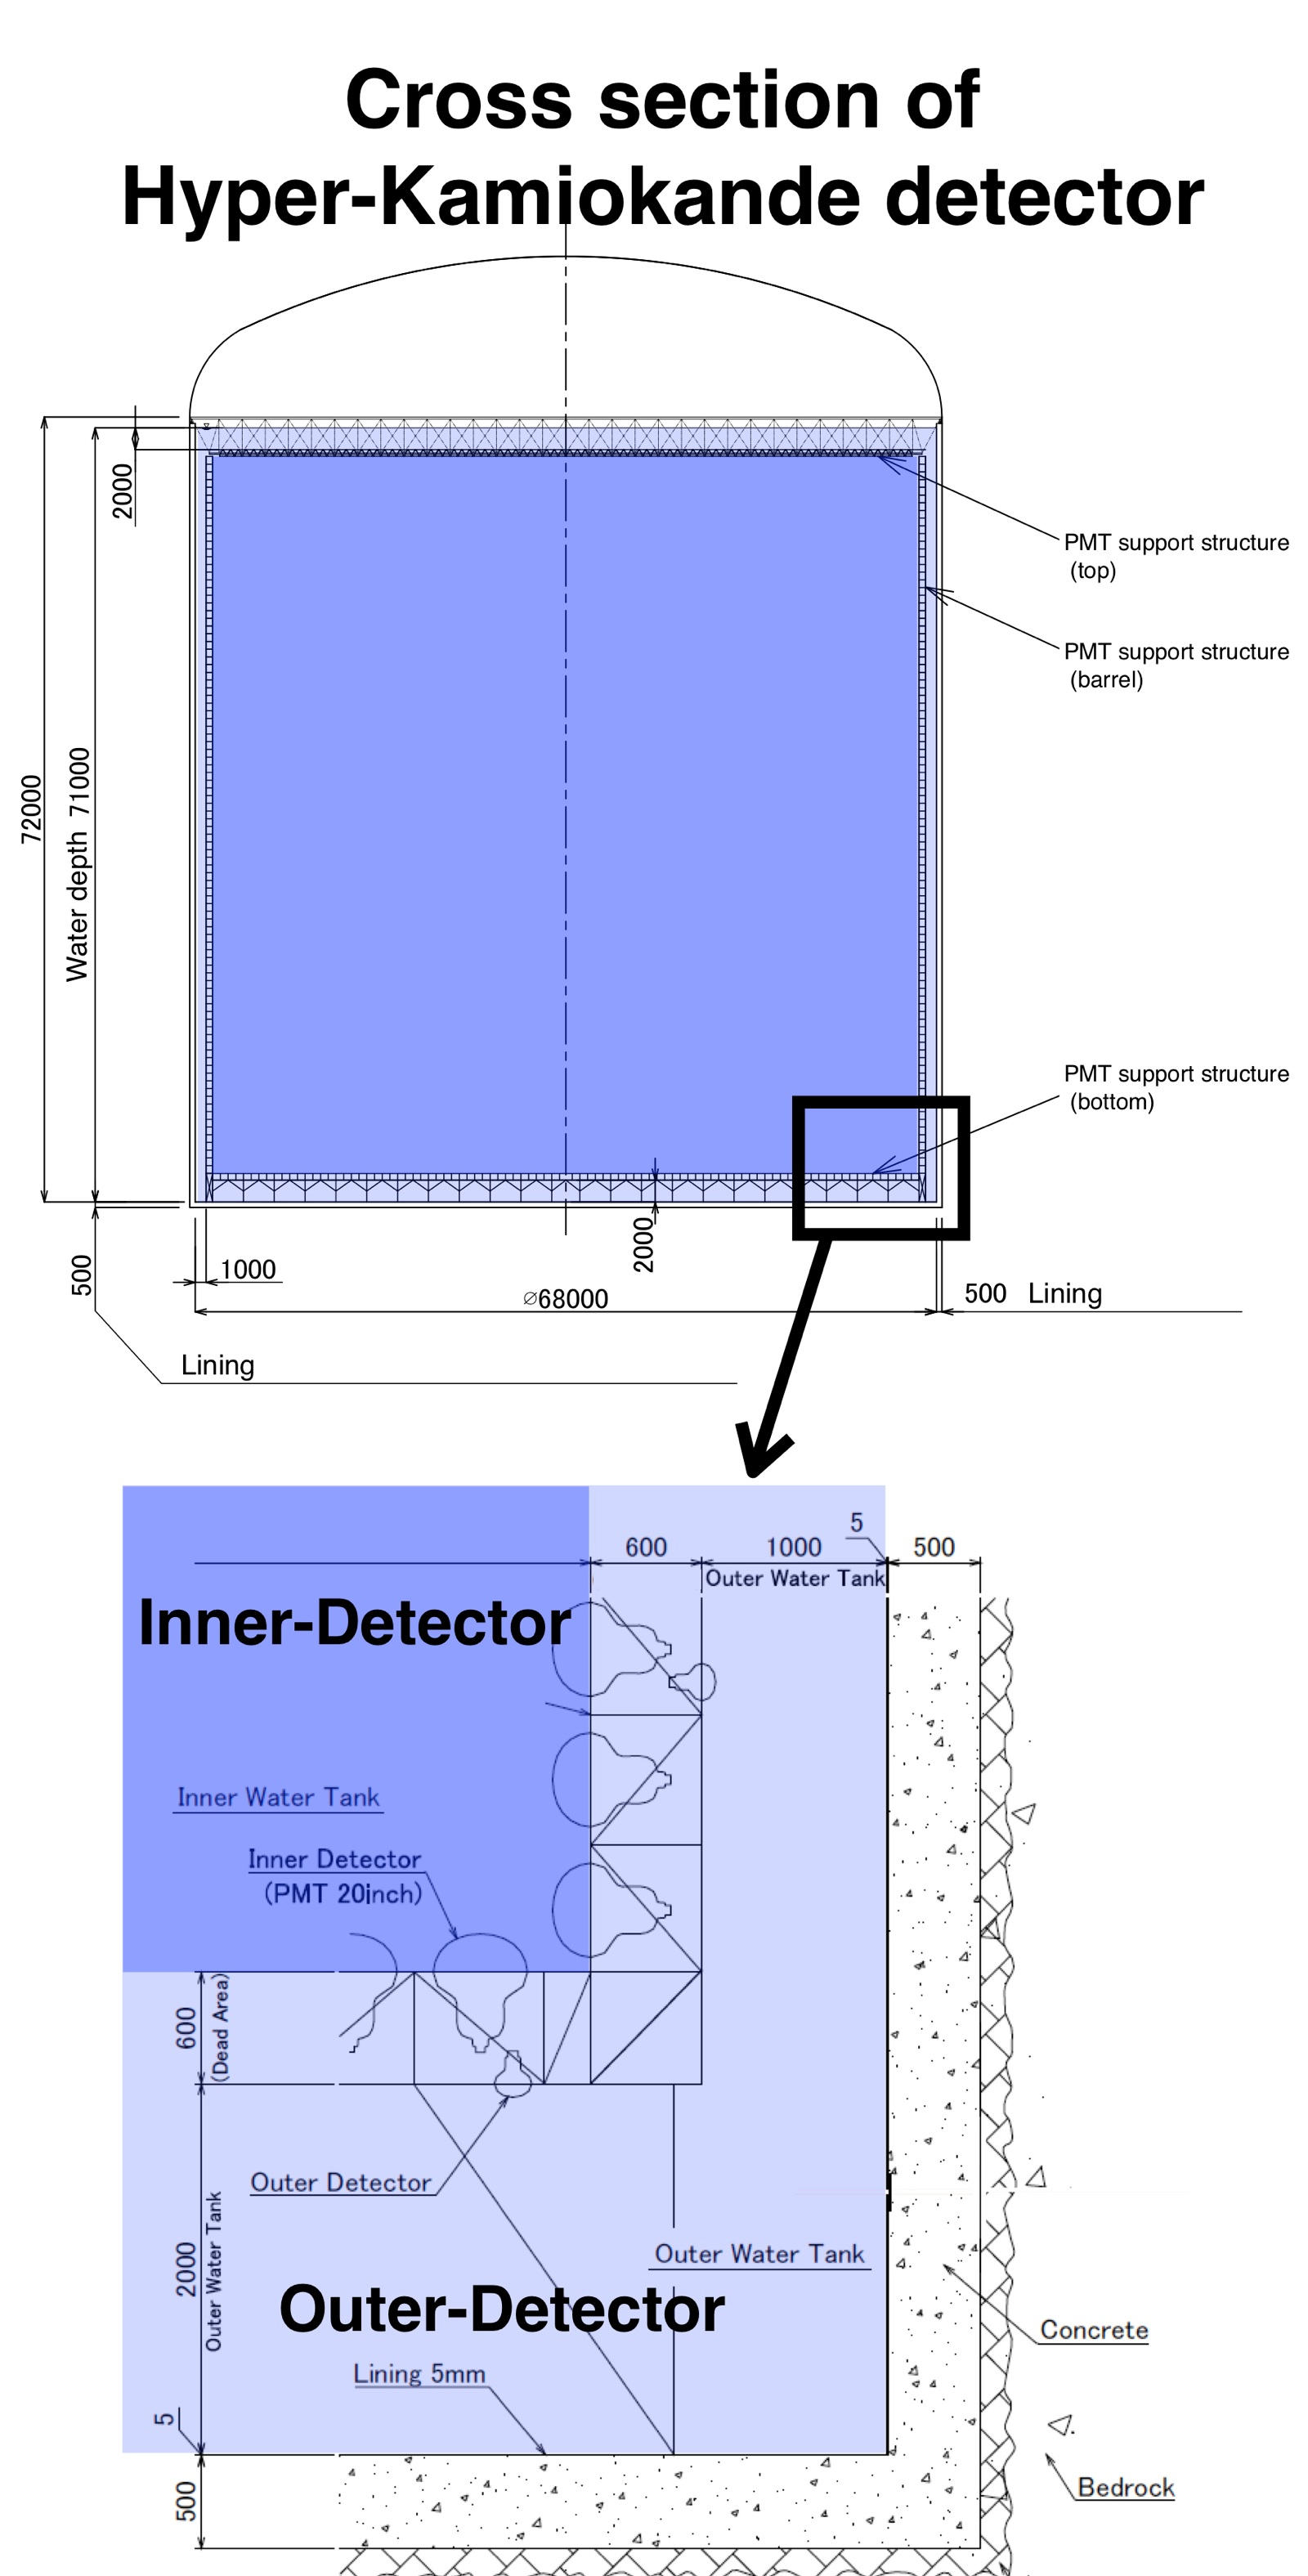 Cross section of
Hyper-Kamiokande detector
2000
PMT support structure
(top)
PMT support structure
(barrel)
72000
Water depth 71000
PMT support structure
(bottom)
2000
500
1000
⌀68000
500 Lining
Lining
5
600
1000
500
Outer Water Tank
Inner-Detector
Inner Water Tank
Inner Detector
(PMT 20inch)
600
(Dead Area)
Outer Detector
2000
Outer Water Tank
Outer Water Tank
Outer-Detector
Concrete
Lining 5mm
5
Bedrock
500